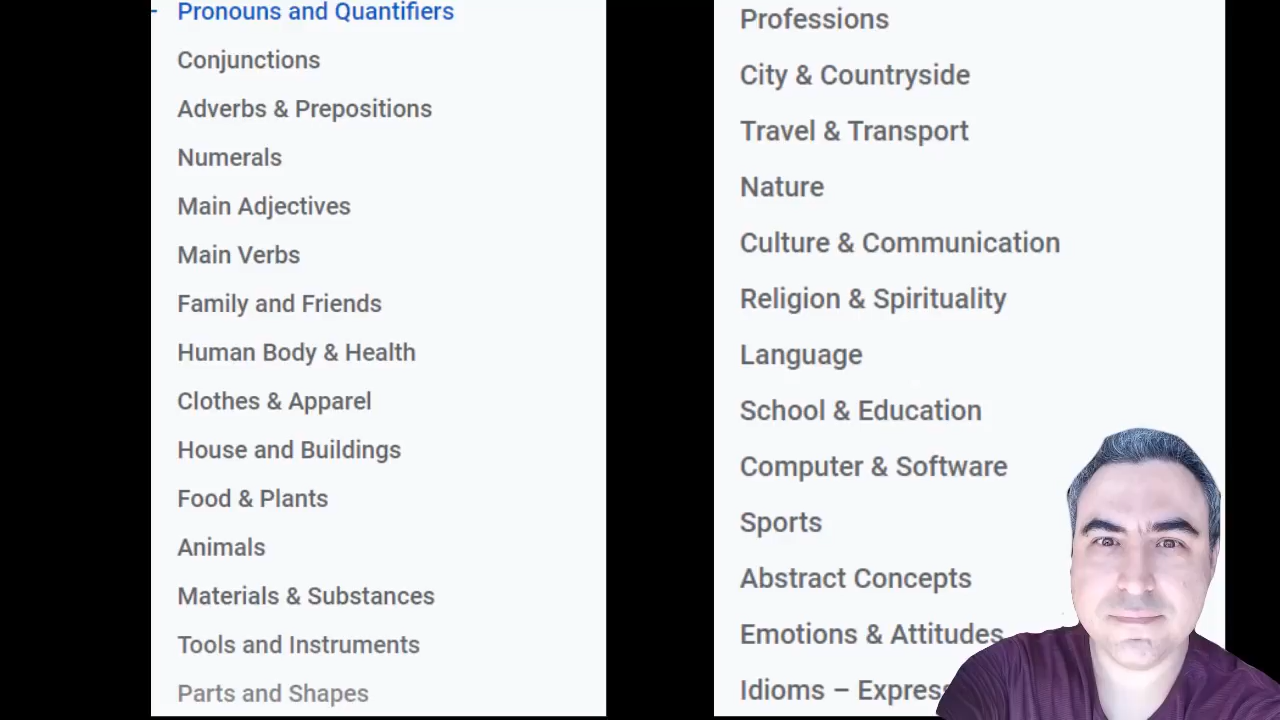 Pronouns and Quantifiers
Conjunctions
Adverbs & Prepositions
Numerals
Main Adjectives
Main Verbs
Family and Friends
Human Body & Health
Clothes & Apparel
House and Buildings
Food & Plants
Animals
Materials & Substances
Tools and Instruments
Parts and Shapes
Professions
City & Countryside
Travel & Transport
Nature
Culture & Communication
Religion & Spirituality
Language
School & Education
Computer & Software
Sports
Abstract Concepts
Emotions & Attitudes
Idioms –